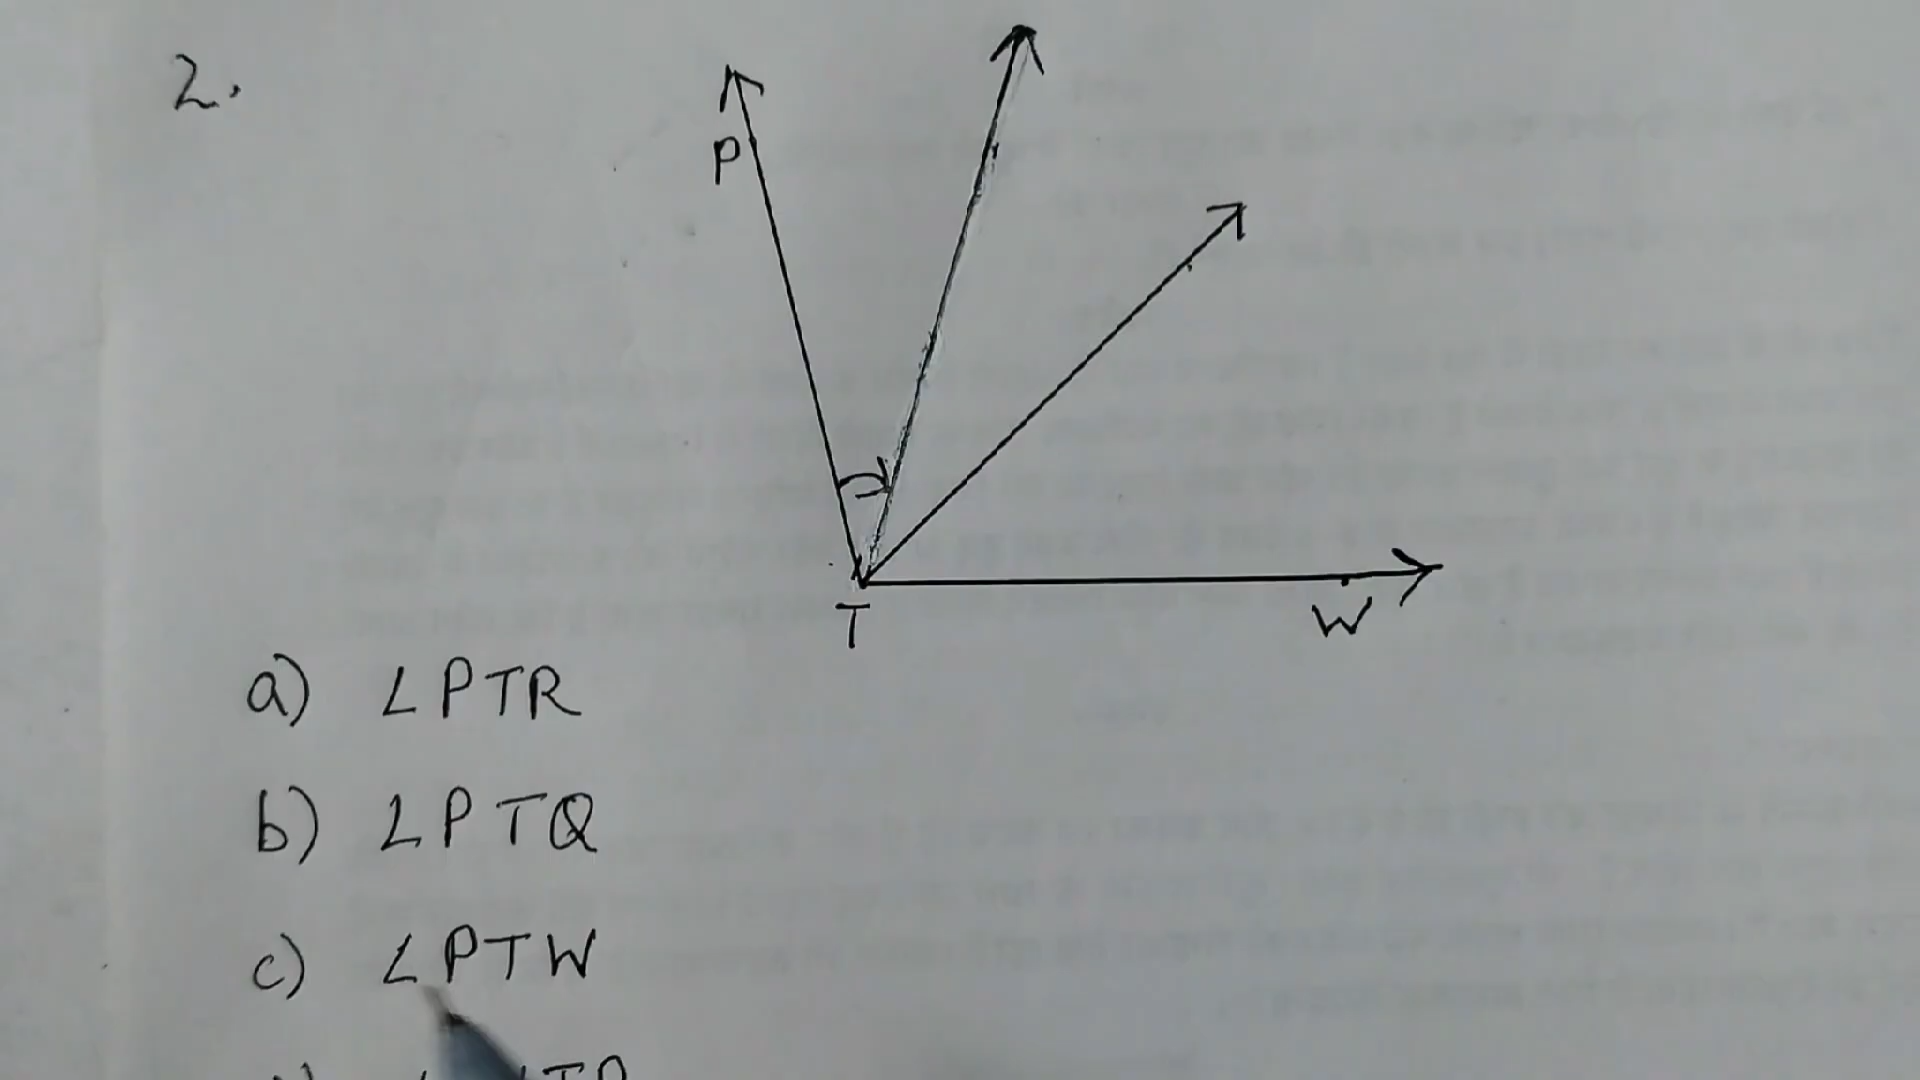 2.
P
T
W
a) ∠PTR
b) ∠PTQ
c) ∠PTW